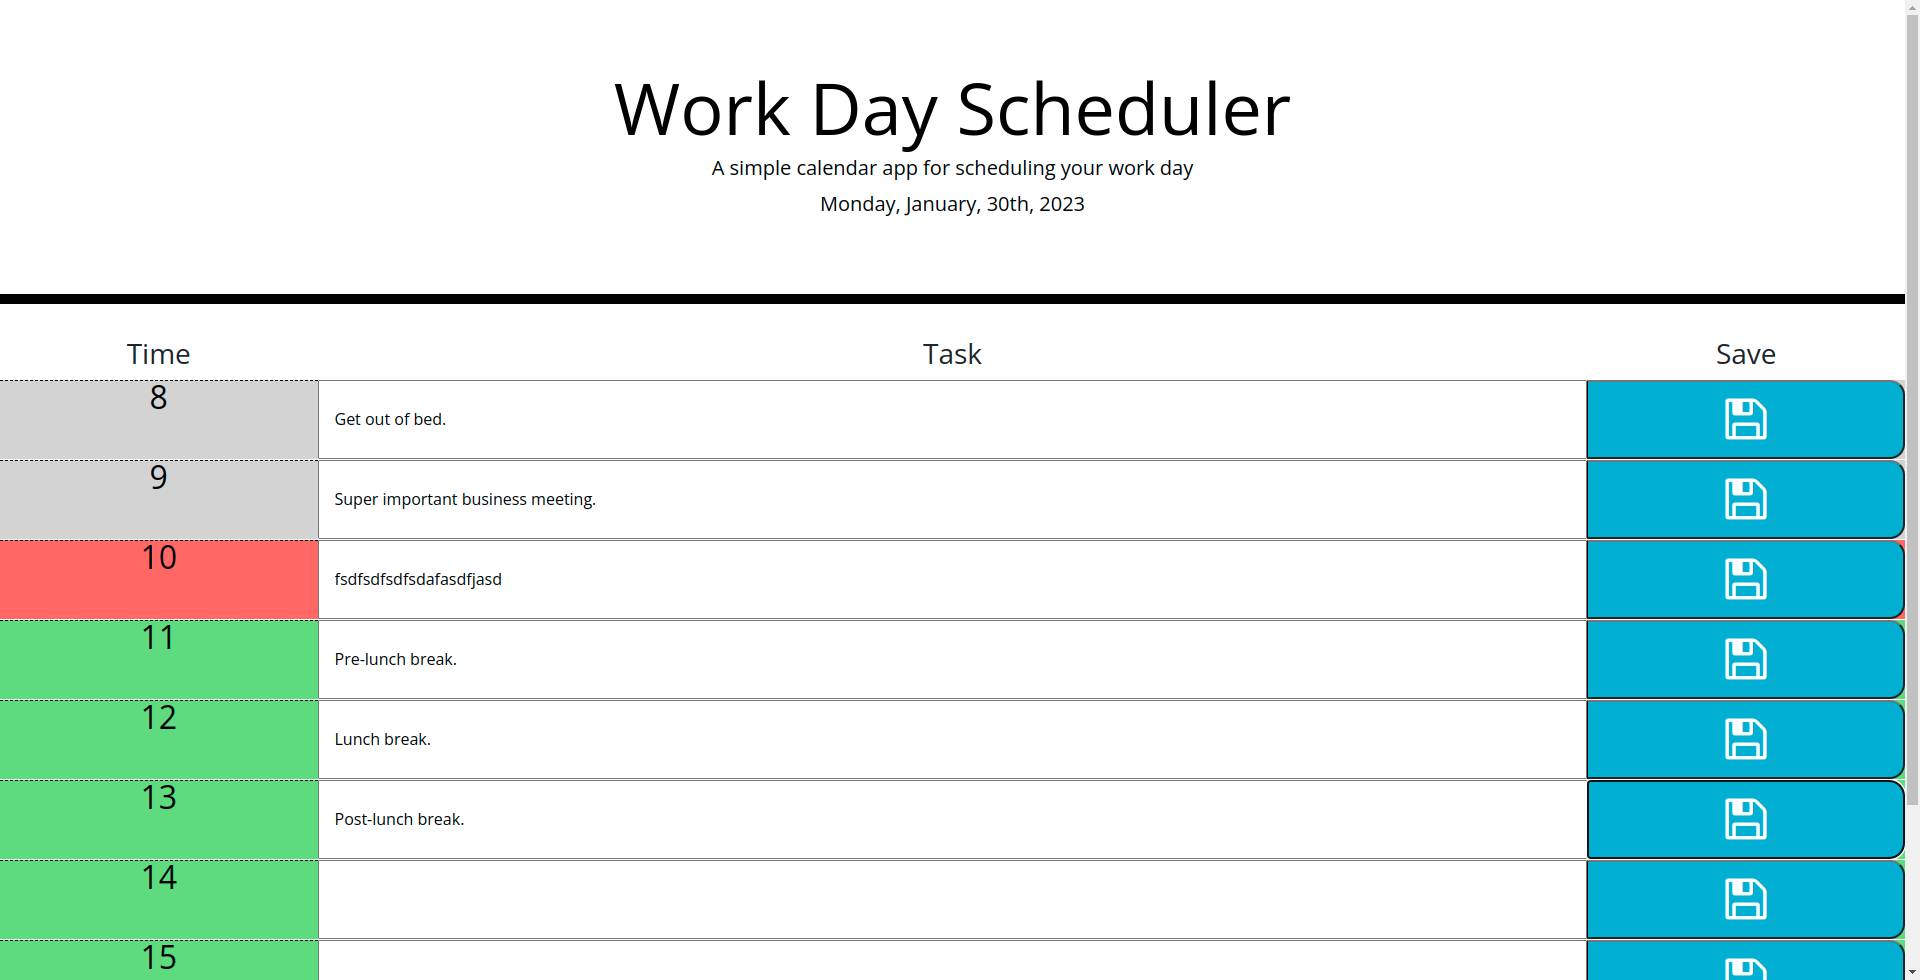 Work Day Scheduler
A simple calendar app for scheduling your work day
Monday, January, 30th, 2023
Time Task Save
8 Get out of bed.
9 Super important business meeting.
10 fsdfsdfsdfsdafasdfjasd
11 Pre-lunch break.
12 Lunch break.
13 Post-lunch break.
14
15